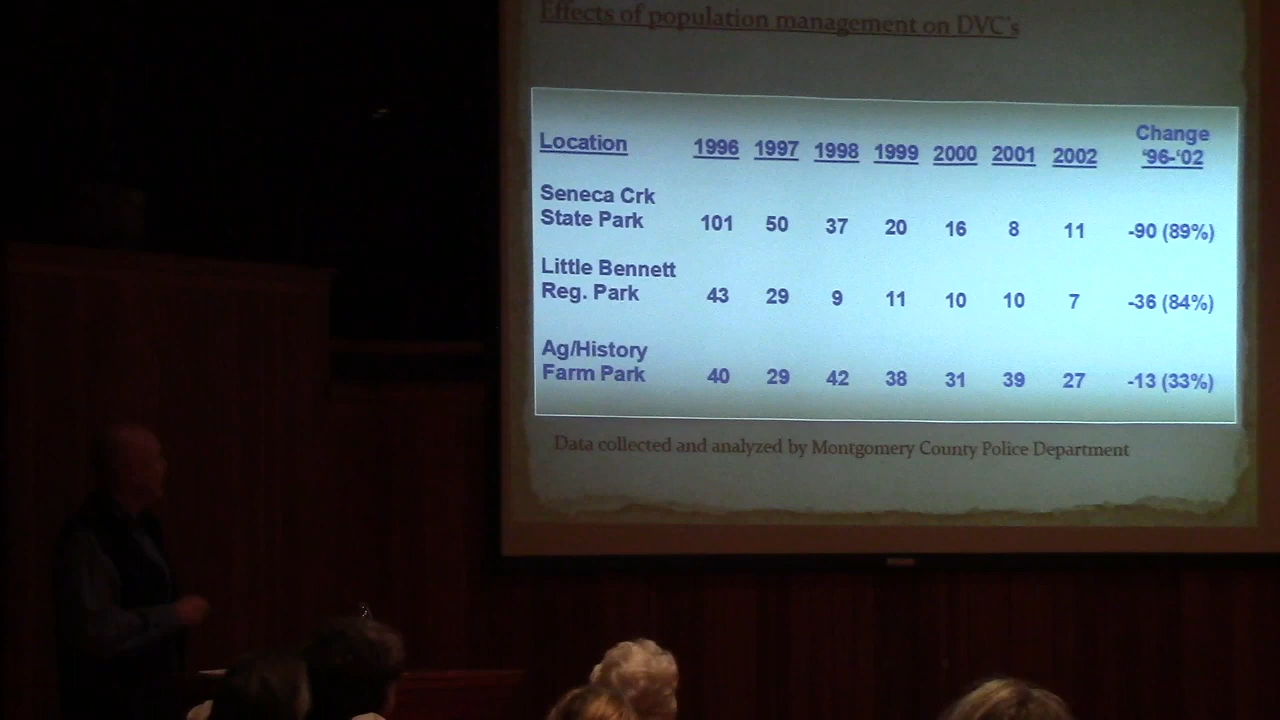 Effects of population management on DVC's
Location 1996 1997 1998 1999 2000 2001 2002 Change '96-'02
Seneca Crk
State Park 101 50 37 20 16 8 11 -90 (89%)
Little Bennett
Reg. Park 43 29 9 11 10 10 7 -36 (84%)
Ag/History
Farm Park 40 29 42 38 31 39 27 -13 (33%)
Data collected and analyzed by Montgomery County Police Department